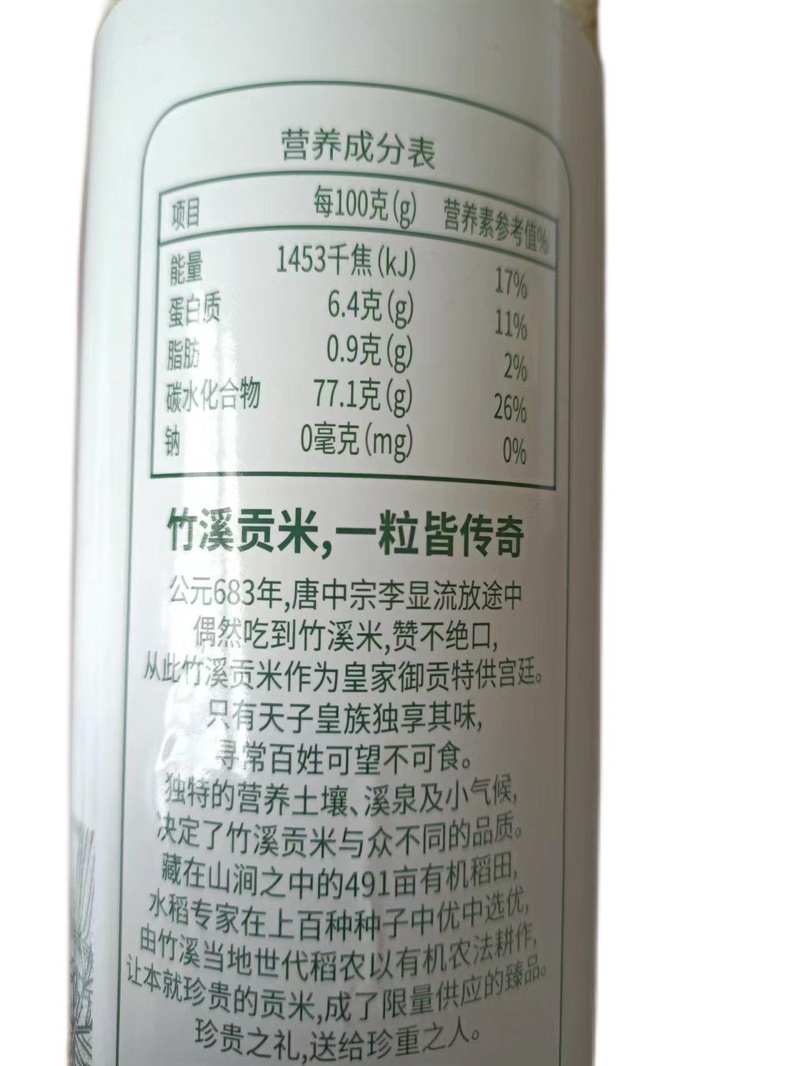 营养成分表
项目 每100克(g) 营养素参考值%
能量 1453千焦(kJ) 17%
蛋白质 6.4克(g) 11%
脂肪 0.9克(g) 2%
碳水化合物 77.1克(g) 26%
钠 0毫克(mg) 0%
竹溪贡米,一粒皆传奇
公元683年,唐中宗李显流放途中
偶然吃到竹溪米,赞不绝口,
从此竹溪贡米作为皇家御贡特供宫廷。
只有天子皇族独享其味,
寻常百姓可望不可食。
独特的营养土壤、溪泉及小气候,
决定了竹溪贡米与众不同的品质。
藏在山涧之中的491亩有机稻田,
水稻专家在上百种种子中优中选优,
由竹溪当地世代稻农以有机农法耕作,
让本就珍贵的贡米,成了限量供应的臻品。
珍贵之礼,送给珍重之人。